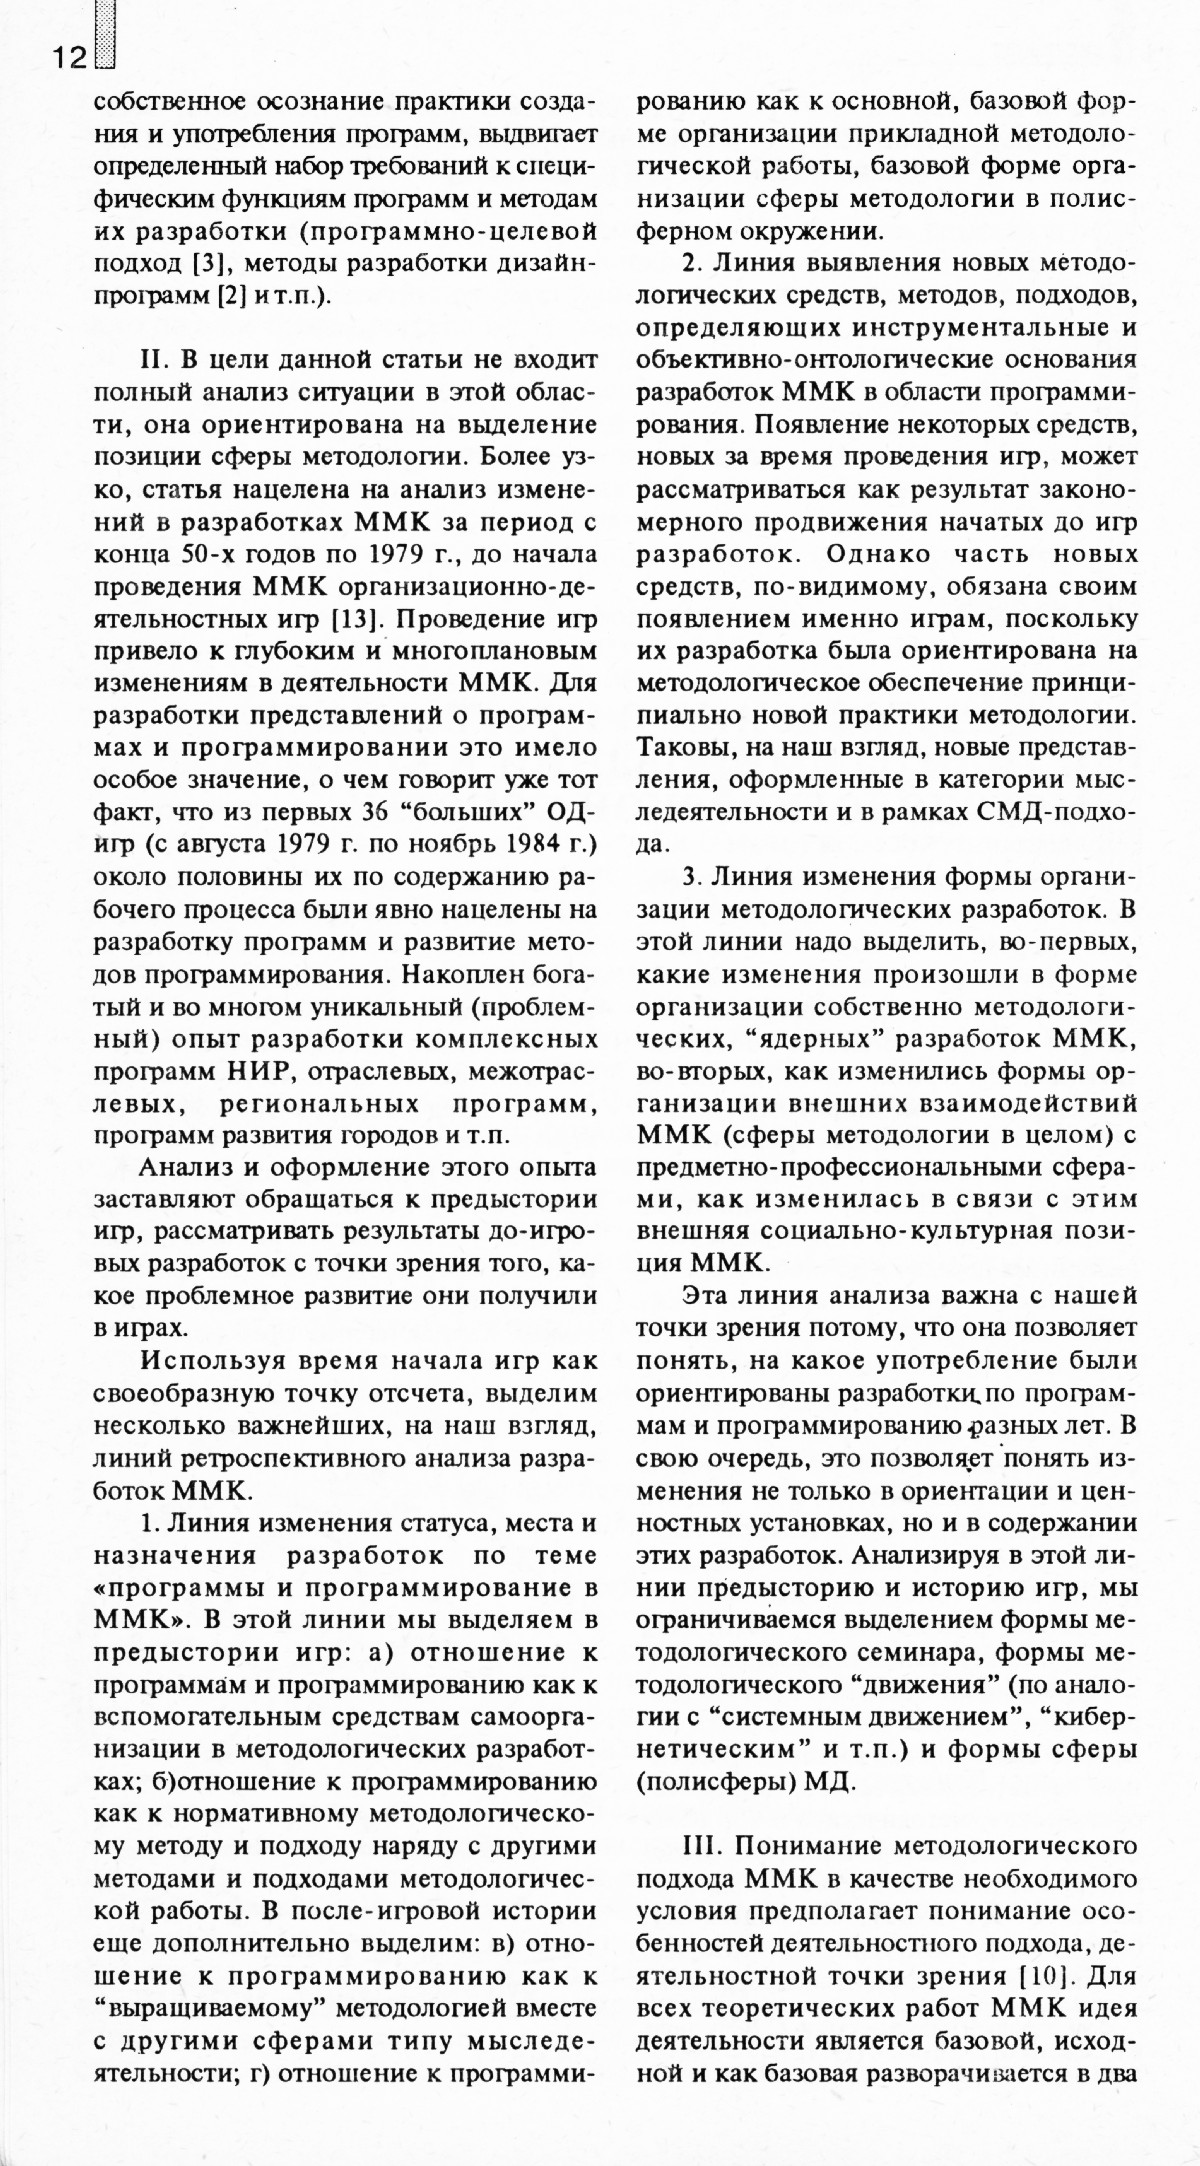 12
собственное осознание практики созда-
ния и употребления программ, выдвигает
определенный набор требований к специ-
фическим функциям программ и методам
их разработки (программно-целевой
подход [3], методы разработки дизайн-
программ [2] и т.п.).
II. В цели данной статьи не входит
полный анализ ситуации в этой облас-
ти, она ориентирована на выделение
позиции сферы методологии. Более уз-
ко, статья нацелена на анализ измене-
ний в разработках ММК за период с
конца 50-х годов по 1979 г., до начала
проведения ММК организационно-де-
ятельностных игр [13]. Проведение игр
привело к глубоким и многоплановым
изменениям в деятельности ММК. Для
разработки представлений о програм-
мах и программировании это имело
особое значение, о чем говорит уже тот
факт, что из первых 36 “больших” ОД-
игр (с августа 1979 г. по ноябрь 1984 г.)
около половины их по содержанию ра-
бочего процесса были явно нацелены на
разработку программ и развитие мето-
дов программирования. Накоплен бога-
тый и во многом уникальный (проблем-
ный) опыт разработки комплексных
программ НИР, отраслевых, межотрас-
левых, региональных программ,
программ развития городов и т.п.
Анализ и оформление этого опыта
заставляют обращаться к предыстории
игр, рассматривать результаты до-игро-
вых разработок с точки зрения того, ка-
кое проблемное развитие они получили
в играх.
Используя время начала игр как
своеобразную точку отсчета, выделим
несколько важнейших, на наш взгляд,
линий ретроспективного анализа разра-
боток ММК.
1. Линия изменения статуса, места и
назначения разработок по теме
«программы и программирование в
ММК». В этой линии мы выделяем в
предыстории игр: а) отношение к
программам и программированию как к
вспомогательным средствам самоорга-
низации в методологических разработ-
ках; б)отношение к программированию
как к нормативному методологическо-
му методу и подходу наряду с другими
методами и подходами методологичес-
кой работы. В после-игровой истории
еще дополнительно выделим: в) отно-
шение к программированию как к
“выращиваемому” методологией вместе
с другими сферами типу мыследе-
ятельности; г) отношение к программи-
рованию как к основной, базовой фор-
ме организации прикладной методоло-
гической работы, базовой форме орга-
низации сферы методологии в полис-
ферном окружении.
2. Линия выявления новых методо-
логических средств, методов, подходов,
определяющих инструментальные и
объективно-онтологические основания
разработок ММК в области программи-
рования. Появление некоторых средств,
новых за время проведения игр, может
рассматриваться как результат законо-
мерного продвижения начатых до игр
разработок. Однако часть новых
средств, по-видимому, обязана своим
появлением именно играм, поскольку
их разработка была ориентирована на
методологическое обеспечение принци-
пиально новой практики методологии.
Таковы, на наш взгляд, новые представ-
ления, оформленные в категории мыс-
ледеятельности и в рамках СМД-подхо-
да.
3. Линия изменения формы органи-
зации методологических разработок. В
этой линии надо выделить, во-первых,
какие изменения произошли в форме
организации собственно методологи-
ческих, “ядерных” разработок ММК,
во-вторых, как изменились формы ор-
ганизации внешних взаимодействий
ММК (сферы методологии в целом) с
предметно-профессиональными сфера-
ми, как изменилась в связи с этим
внешняя социально-культурная пози-
ция ММК.
Эта линия анализа важна с нашей
точки зрения потому, что она позволяет
понять, на какое употребление были
ориентированы разработки по програм-
мам и программированию разных лет. В
свою очередь, это позволяет понять из-
менения не только в ориентации и цен-
ностных установках, но и в содержании
этих разработок. Анализируя в этой ли-
нии предысторию и историю игр, мы
ограничиваемся выделением формы ме-
тодологического семинара, формы ме-
тодологического “движения” (по анало-
гии с “системным движением”, “кибер-
нетическим” и т.п.) и формы сферы
(полисферы) МД.
III. Понимание методологического
подхода ММК в качестве необходимого
условия предполагает понимание осо-
бенностей деятельностного подхода, де-
ятельностной точки зрения [10]. Для
всех теоретических работ ММК идея
деятельности является базовой, исход-
ной и как базовая разворачивается в два